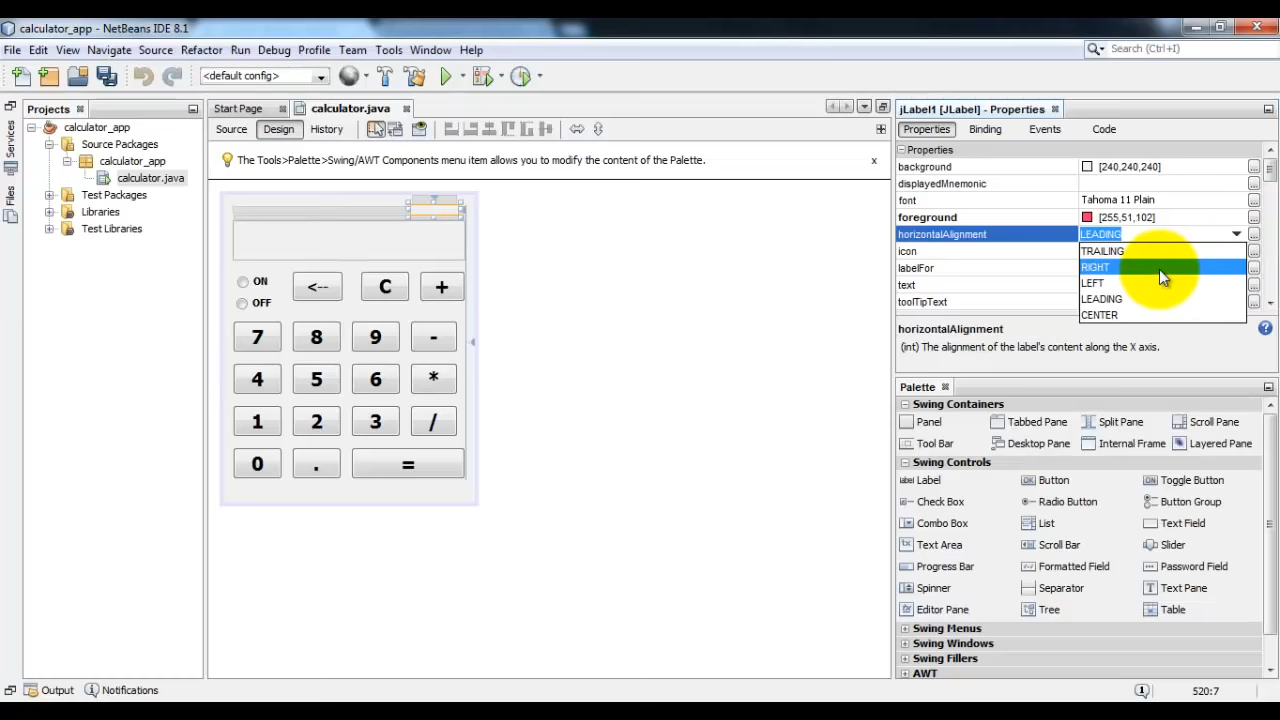 calculator_app - NetBeans IDE 8.1
File Edit View Navigate Source Refactor Run Debug Profile Team Tools Window Help
Search (Ctrl+I)
<default config>
Projects
calculator_app
Source Packages
calculator_app
calculator.java
Test Packages
Libraries
Test Libraries
Services
Files
Start Page calculator.java
Source Design History
The Tools>Palette>Swing/AWT Components menu item allows you to modify the content of the Palette. x
ON
OFF
<-- C +
7 8 9 -
4 5 6 *
1 2 3 /
0 . =
jLabel1 [JLabel] - Properties
Properties Binding Events Code
Properties
background [240,240,240] ...
displayedMnemonic ...
font Tahoma 11 Plain ...
foreground [255,51,102] ...
horizontalAlignment LEADING ...
icon ...
labelFor ...
text ...
toolTipText ...
TRAILING
RIGHT
LEFT
LEADING
CENTER
horizontalAlignment
(int) The alignment of the label's content along the X axis.
Palette
Swing Containers
Panel Tabbed Pane Split Pane Scroll Pane
Tool Bar Desktop Pane Internal Frame Layered Pane
Swing Controls
label Label OK Button ON Toggle Button
Check Box Radio Button Button Group
Combo Box List Text Field
Text Area Scroll Bar Slider
Progress Bar Formatted Field Password Field
Spinner Separator T Text Pane
Editor Pane Tree Table
Swing Menus
Swing Windows
Swing Fillers
AWT
Output Notifications
520:7